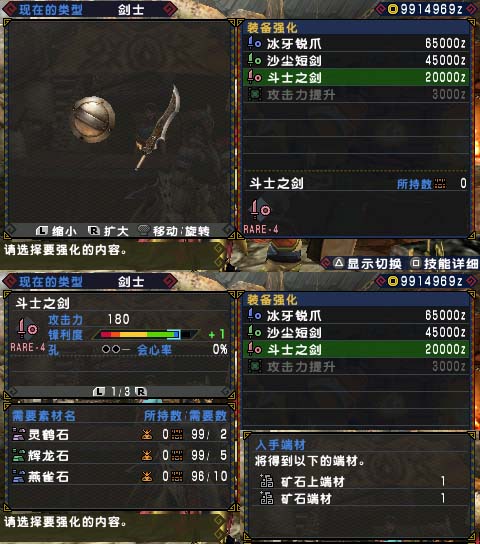 现在的类型 剑士
9914969z
装备强化
冰牙锐爪 65000z
沙尘短剑 45000z
斗士之剑 20000z
攻击力提升 3000z
斗士之剑 所持数 0
RARE-4
L 缩小 R 扩大 移动/旋转
请选择要强化的内容。
△显示切换 □技能详细
现在的类型 剑士
9914969z
斗士之剑
RARE-4
攻击力 180
锋利度 +1
孔 ○○— 会心率 0%
L 1/3 R
装备强化
冰牙锐爪 65000z
沙尘短剑 45000z
斗士之剑 20000z
攻击力提升 3000z
需要素材名 所持数/需要数
灵鹤石 0 99/ 2
辉龙石 0 99/ 5
燕雀石 0 96/10
入手端材
将得到以下的端材。
矿石上端材 1
矿石端材 1
请选择要强化的内容。